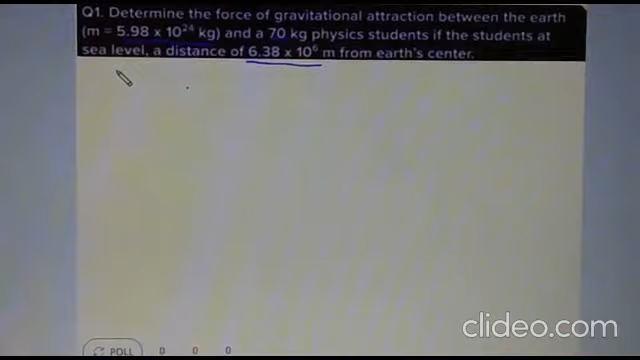 Q1. Determine the force of gravitational attraction between the earth
(m = 5.98 x 10²⁴ kg) and a 70 kg physics students if the students at
sea level, a distance of 6.38 x 10⁶ m from earth's center.
POLL 0 0 0
clideo.com